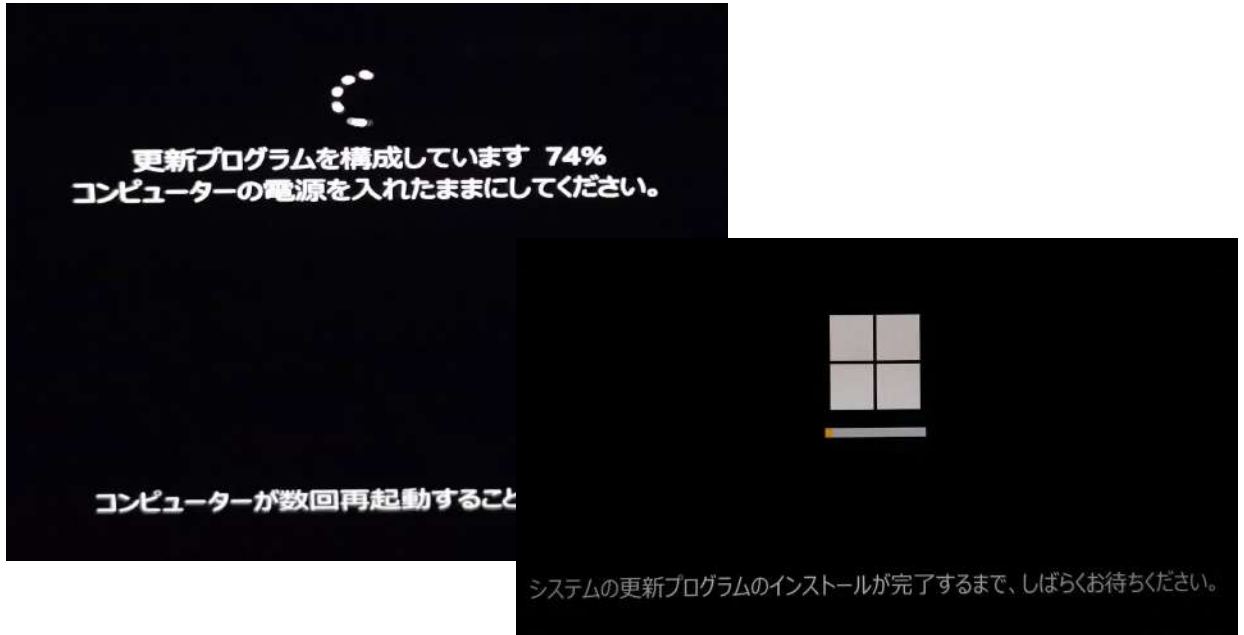 更新プログラムを構成しています 74%
コンピューターの電源を入れたままにしてください。
コンピューターが数回再起動すること
システムの更新プログラムのインストールが完了するまで、しばらくお待ちください。